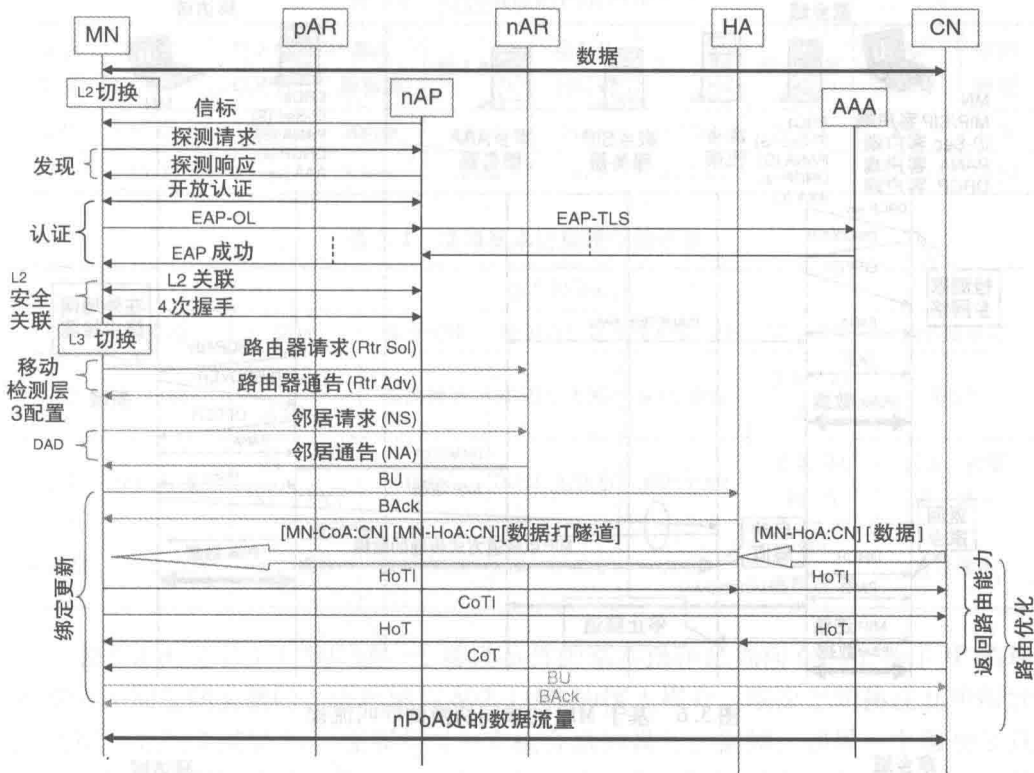 MN
pAR
nAR
HA
CN
数据
L2 切换
nAP
AAA
信标
探测请求
发现
探测响应
开放认证
认证
EAP-OL
EAP-TLS
EAP 成功
L2
安全
关联
L2 关联
4次握手
L3 切换
路由器请求(Rtr Sol)
移动
检测层
3配置
路由器通告(Rtr Adv)
邻居请求(NS)
DAD
邻居通告(NA)
BU
BAck
[MN-CoA:CN] [MN-HoA:CN][数据打隧道]
[MN-HoA:CN] [数据]
绑定更新
HoTI
HoTI
CoTI
HoT
HoT
CoT
返回路由能力
路由优化
BU
BAck
nPoA处的数据流量